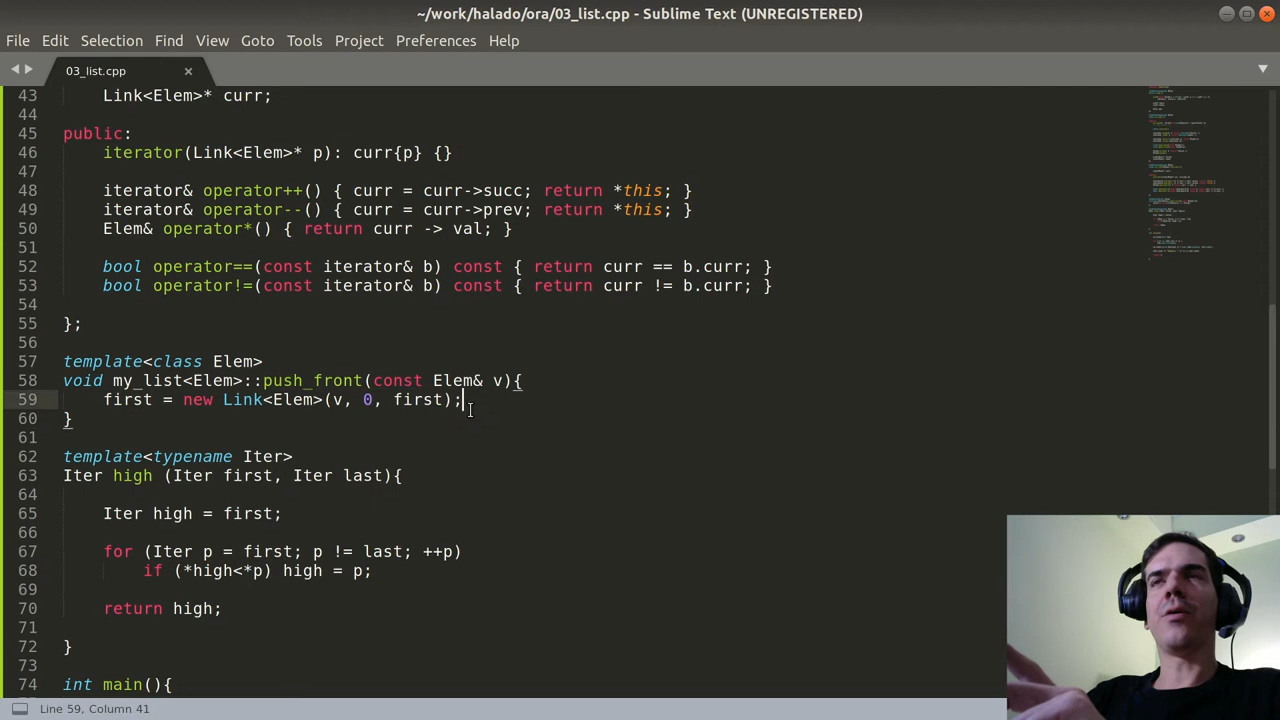 ~/work/halado/ora/03_list.cpp - Sublime Text (UNREGISTERED)
File Edit Selection Find View Goto Tools Project Preferences Help
03_list.cpp
43 Link<Elem>* curr;
44
45 public:
46 iterator(Link<Elem>* p): curr{p} {}
47
48 iterator& operator++() { curr = curr->succ; return *this; }
49 iterator& operator--() { curr = curr->prev; return *this; }
50 Elem& operator*() { return curr -> val; }
51
52 bool operator==(const iterator& b) const { return curr == b.curr; }
53 bool operator!=(const iterator& b) const { return curr != b.curr; }
54
55 };
56
57 template<class Elem>
58 void my_list<Elem>::push_front(const Elem& v){
59 first = new Link<Elem>(v, 0, first);
60 }
61
62 template<typename Iter>
63 Iter high (Iter first, Iter last){
64
65 Iter high = first;
66
67 for (Iter p = first; p != last; ++p)
68 if (*high<*p) high = p;
69
70 return high;
71
72 }
73
74 int main(){
Line 59, Column 41